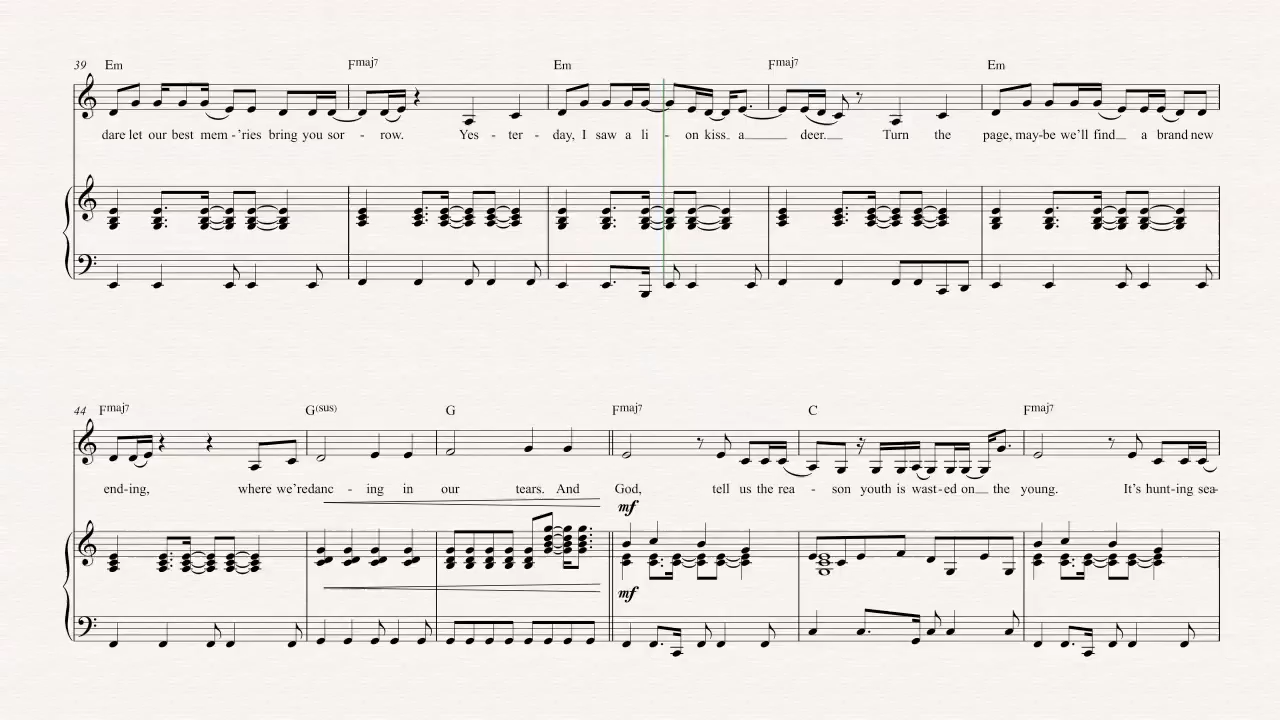 39 Em Fmaj7 Em Fmaj7 Em
dare let our best mem - 'ries bring you sor - row. Yes - ter - day, I saw a li - on kiss a deer. Turn the page, may-be we'll find a brand new
44 Fmaj7 G(sus) G Fmaj7 C Fmaj7
end-ing, where we're danc - ing in our tears. And God, tell us the rea - son youth is wast-ed on the young. It's hunt-ing sea-
mf
mf